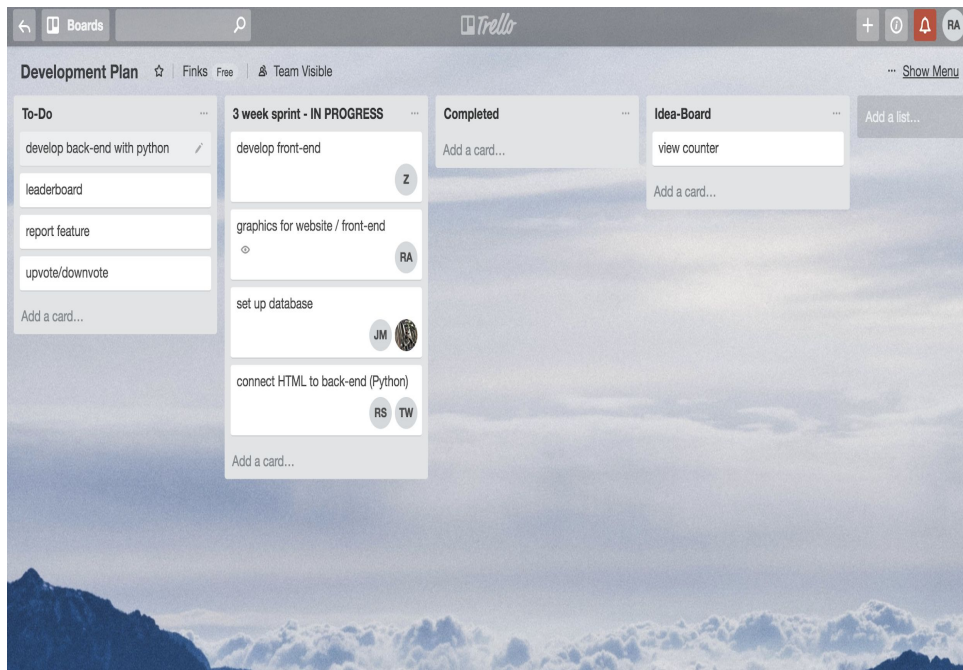 Boards
Trello
RA
Development Plan Finks Free Team Visible ... Show Menu
To-Do ...
develop back-end with python
leaderboard
report feature
upvote/downvote
Add a card...
3 week sprint - IN PROGRESS ...
develop front-end
Z
graphics for website / front-end
RA
set up database
JM
connect HTML to back-end (Python)
RS TW
Add a card...
Completed ...
Add a card...
Idea-Board ...
view counter
Add a card...
Add a list...